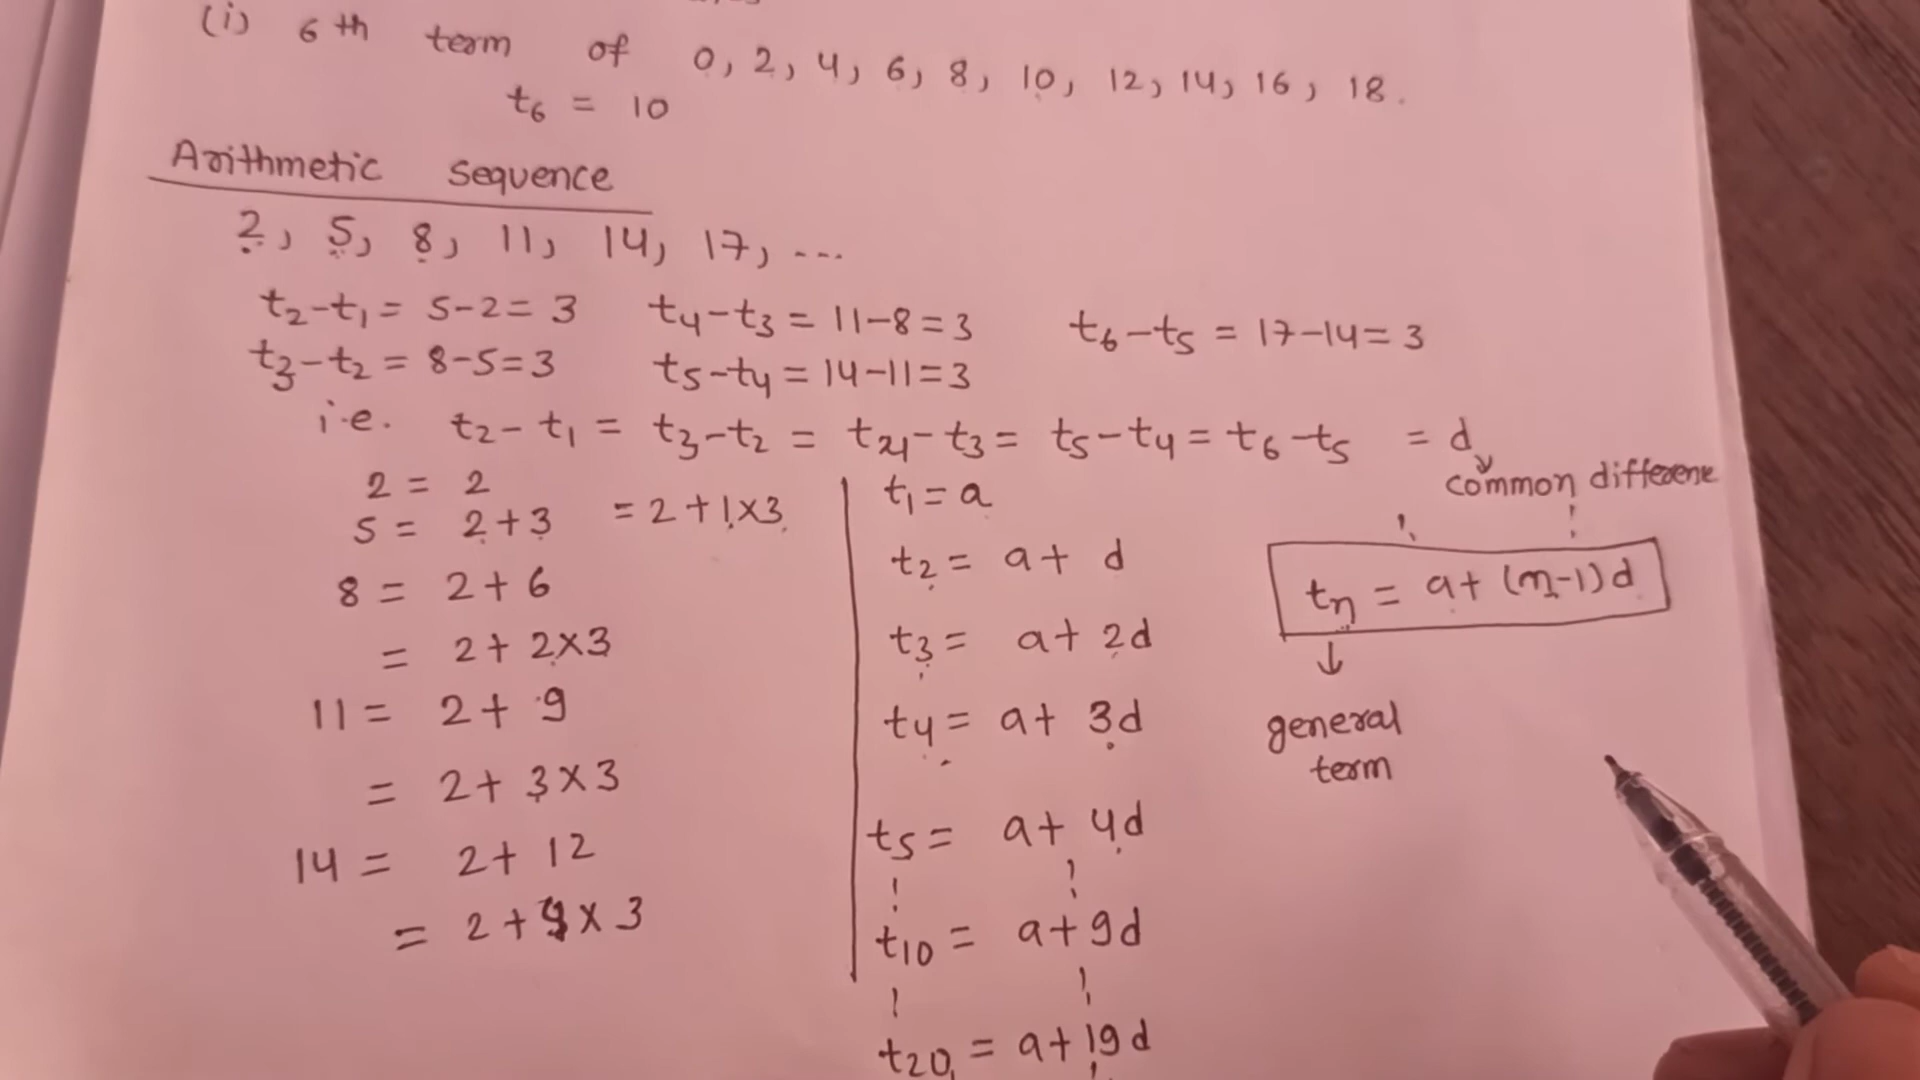 (i) 6th term of 0, 2, 4, 6, 8, 10, 12, 14, 16, 18.
t6 = 10
Arithmetic sequence
2, 5, 8, 11, 14, 17, ...
t2-t1 = 5-2 = 3 t4-t3 = 11-8 = 3 t6-t5 = 17-14 = 3
t3-t2 = 8-5 = 3 t5-t4 = 14-11 = 3
i.e. t2-t1 = t3-t2 = t4-t3 = t5-t4 = t6-t5 = d
common differene
2 = 2
5 = 2+3 = 2+1×3
8 = 2+6
= 2+2×3
11 = 2+9
= 2+3×3
14 = 2+12
= 2+4×3
t1 = a
t2 = a+ d
t3 = a+ 2d
t4 = a+ 3d
t5 = a+ 4d
t10 = a+9d
t20 = a+19d
tn = a+(n-1)d
↓
general
term